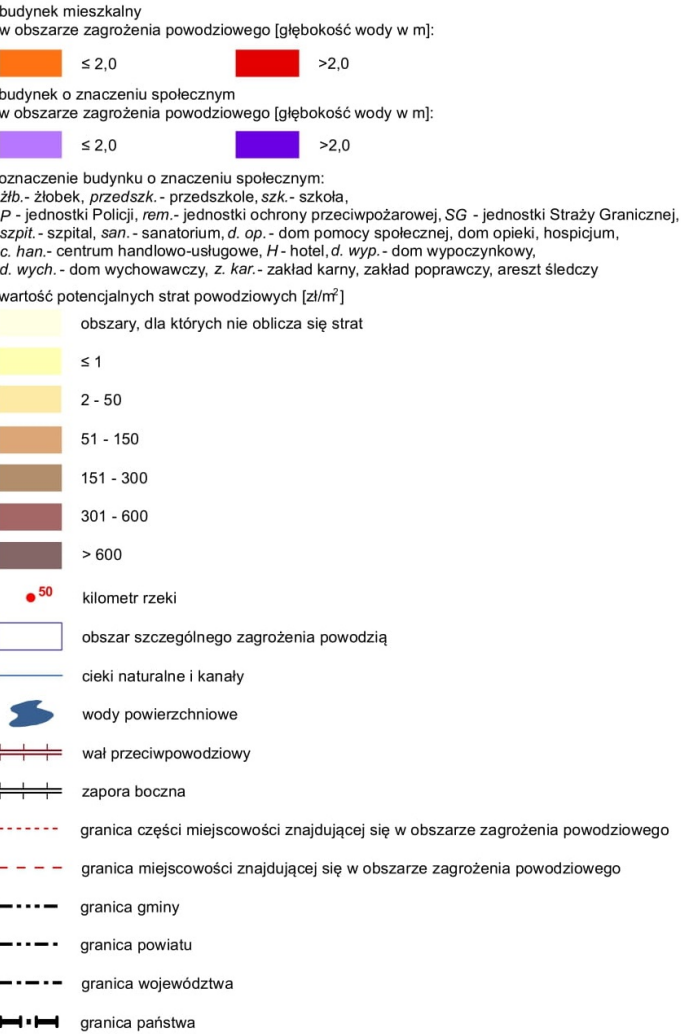 budynek mieszkalny
w obszarze zagrożenia powodziowego [głębokość wody w m]:
≤ 2,0 >2,0
budynek o znaczeniu społecznym
w obszarze zagrożenia powodziowego [głębokość wody w m]:
≤ 2,0 >2,0
oznaczenie budynku o znaczeniu społecznym:
żłb.- żłobek, przedszk. - przedszkole, szk.- szkoła,
P - jednostki Policji, rem.- jednostki ochrony przeciwpożarowej, SG - jednostki Straży Granicznej,
szpit.- szpital, san. - sanatorium, d. op. - dom pomocy społecznej, dom opieki, hospicjum,
c. han.- centrum handlowo-usługowe, H - hotel, d. wyp. - dom wypoczynkowy,
d. wych. - dom wychowawczy, z. kar.- zakład karny, zakład poprawczy, areszt śledczy
wartość potencjalnych strat powodziowych [zł/m²]
obszary, dla których nie oblicza się strat
≤ 1
2 - 50
51 - 150
151 - 300
301 - 600
> 600
50 kilometr rzeki
obszar szczególnego zagrożenia powodzią
cieki naturalne i kanały
wody powierzchniowe
wał przeciwpowodziowy
zapora boczna
granica części miejscowości znajdującej się w obszarze zagrożenia powodziowego
granica miejscowości znajdującej się w obszarze zagrożenia powodziowego
granica gminy
granica powiatu
granica województwa
granica państwa